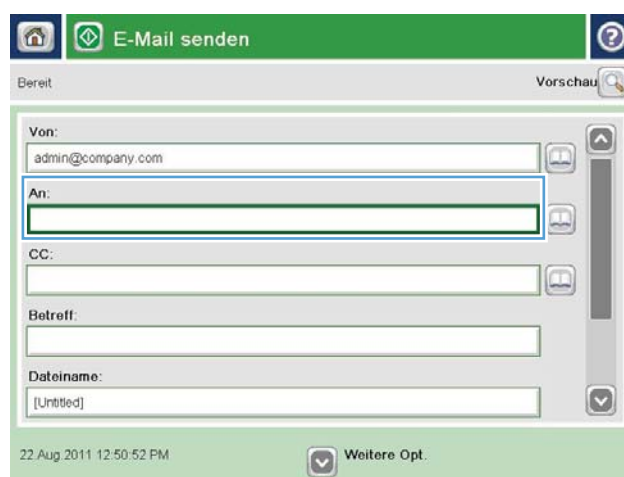 E-Mail senden
?
Bereit
Vorschau
Von:
admin@company.com
An:
CC:
Betreff:
Dateiname:
[Untitled]
22 Aug 2011 12:50:52 PM
Weitere Opt.